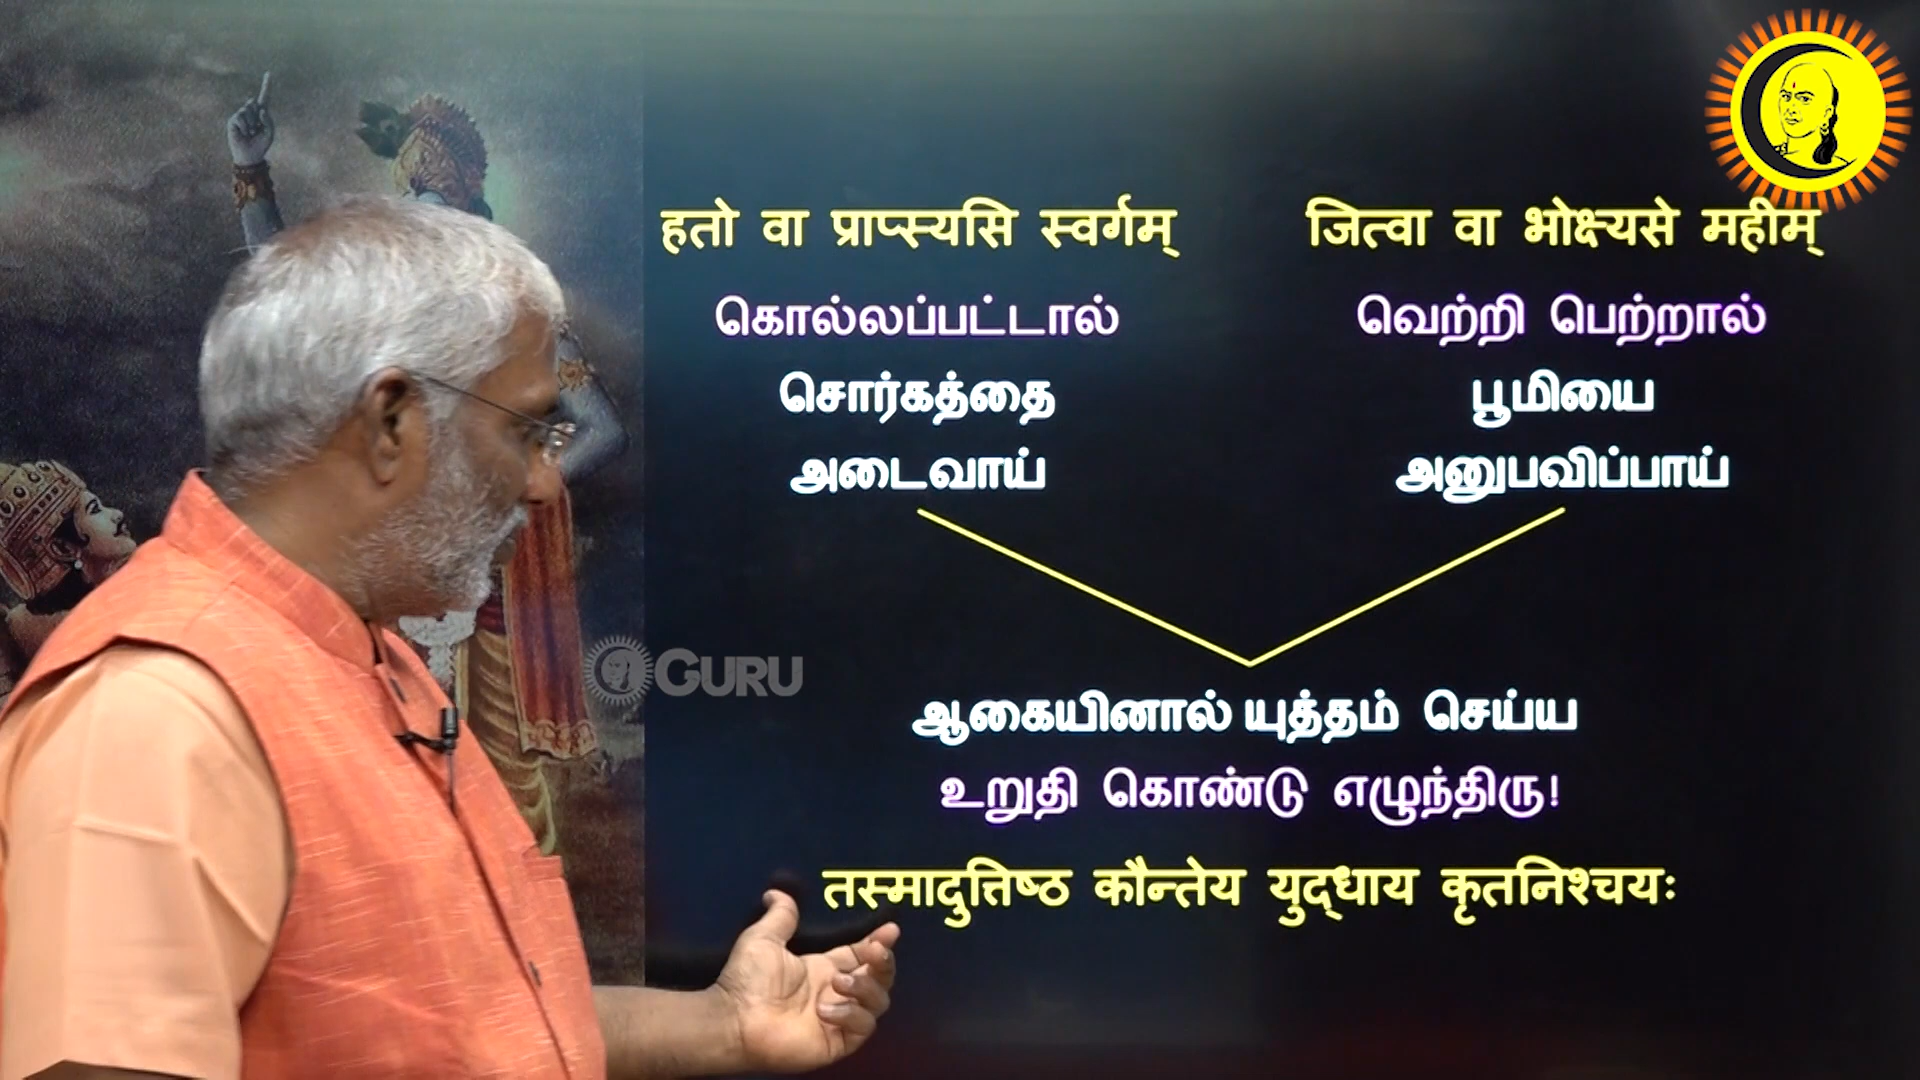 हतो वा प्राप्स्यसि स्वर्गम्
கொல்லப்பட்டால்
சொர்கத்தை
அடைவாய்
जित्वा वा भोक्ष्यसे महीम्
வெற்றி பெற்றால்
பூமியை
அனுபவிப்பாய்
GURU
ஆகையினால் யுத்தம் செய்ய
உறுதி கொண்டு எழுந்திரு!
तस्मादुत्तिष्ठ कौन्तेय युद्धाय कृतनिश्चयः